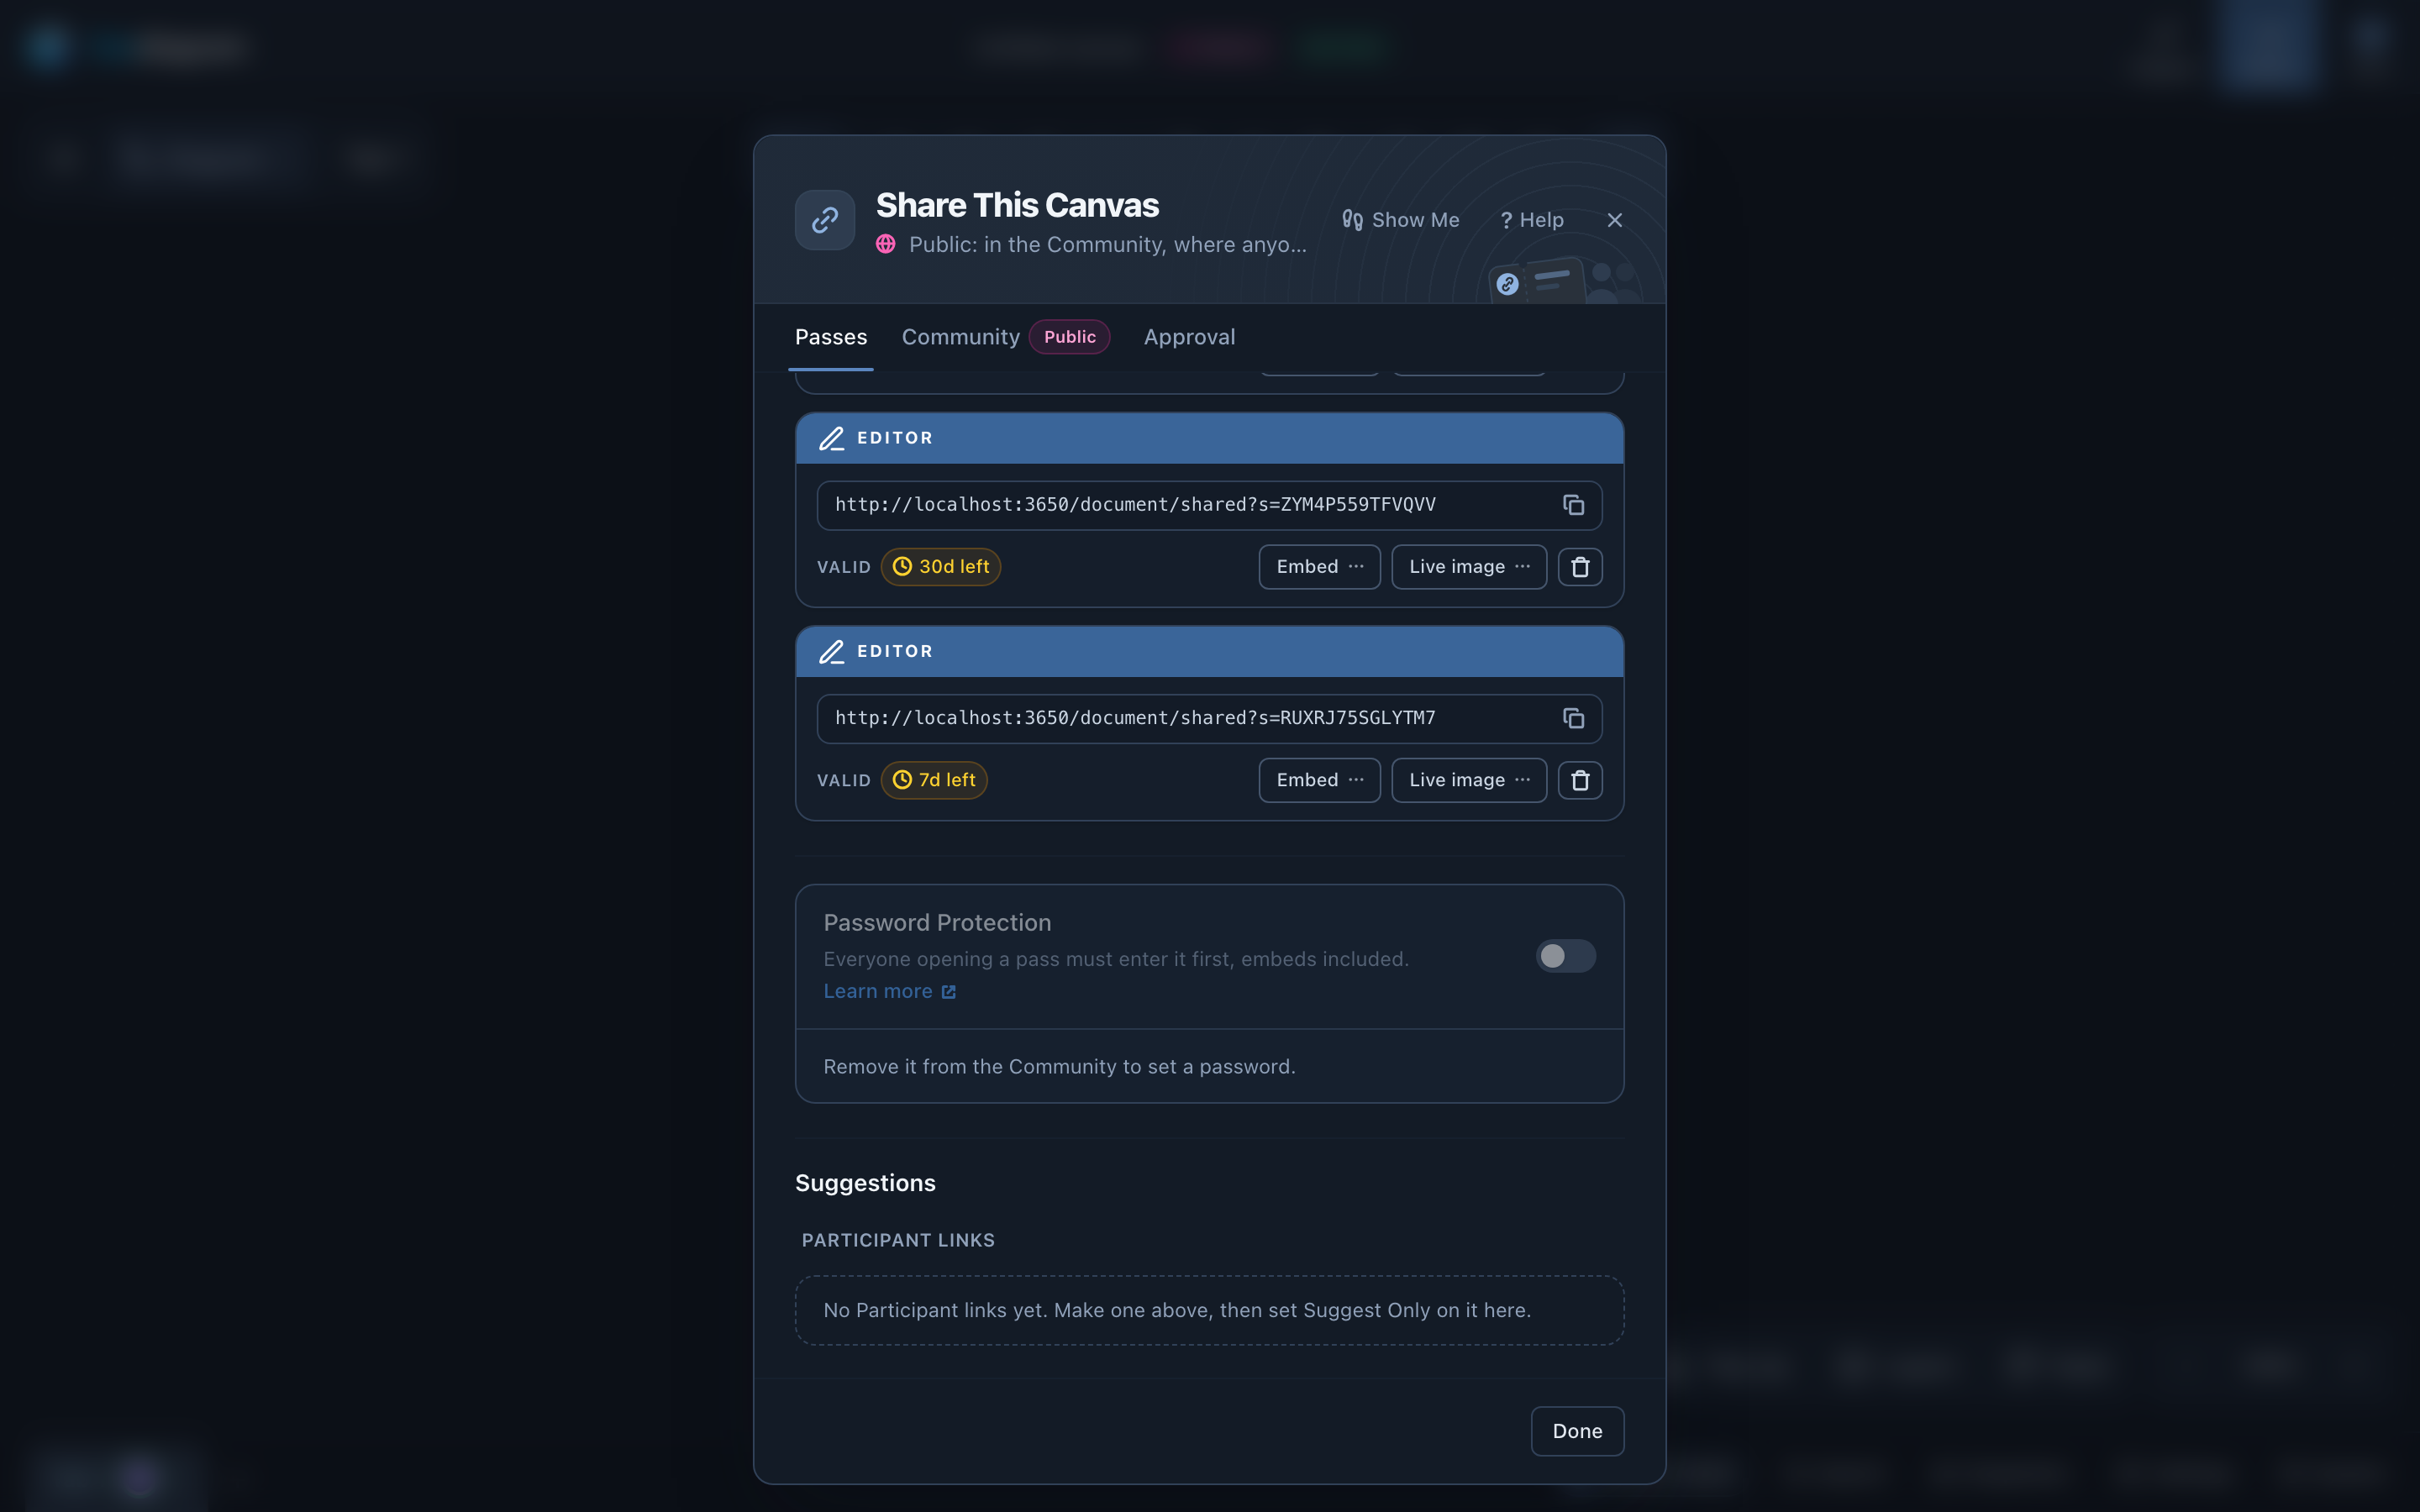 Share This Canvas
Public: in the Community, where anyo...
Show Me
? Help
Passes
Community
Public
Approval
EDITOR
http://localhost:3650/document/shared?s=ZYM4P559TFVQVV
VALID
30d left
Embed ...
Live image ...
EDITOR
http://localhost:3650/document/shared?s=RUXRJ75SGLYTM7
VALID
7d left
Embed ...
Live image ...
Password Protection
Everyone opening a pass must enter it first, embeds included.
Learn more
Remove it from the Community to set a password.
Suggestions
PARTICIPANT LINKS
No Participant links yet. Make one above, then set Suggest Only on it here.
Done